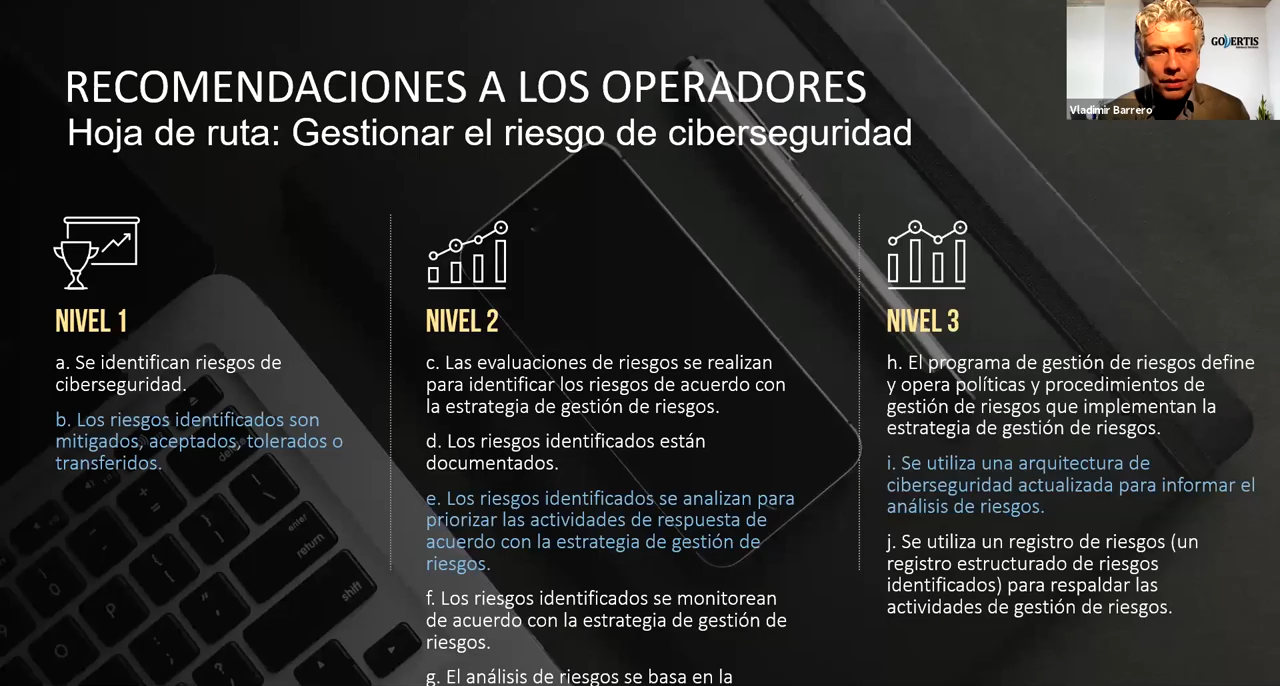 RECOMENDACIONES A LOS OPERADORES
Hoja de ruta: Gestionar el riesgo de ciberseguridad
GOVERTIS
Vladimir Barrero
NIVEL 1
a. Se identifican riesgos de
ciberseguridad.
b. Los riesgos identificados son
mitigados, aceptados, tolerados o
transferidos.
NIVEL 2
c. Las evaluaciones de riesgos se realizan
para identificar los riesgos de acuerdo con
la estrategia de gestión de riesgos.
d. Los riesgos identificados están
documentados.
e. Los riesgos identificados se analizan para
priorizar las actividades de respuesta de
acuerdo con la estrategia de gestión de
riesgos.
f. Los riesgos identificados se monitorean
de acuerdo con la estrategia de gestión de
riesgos.
g. El análisis de riesgos se basa en la
NIVEL 3
h. El programa de gestión de riesgos define
y opera políticas y procedimientos de
gestión de riesgos que implementan la
estrategia de gestión de riesgos.
i. Se utiliza una arquitectura de
ciberseguridad actualizada para informar el
análisis de riesgos.
j. Se utiliza un registro de riesgos (un
registro estructurado de riesgos
identificados) para respaldar las
actividades de gestión de riesgos.
delete
enter
return
shift